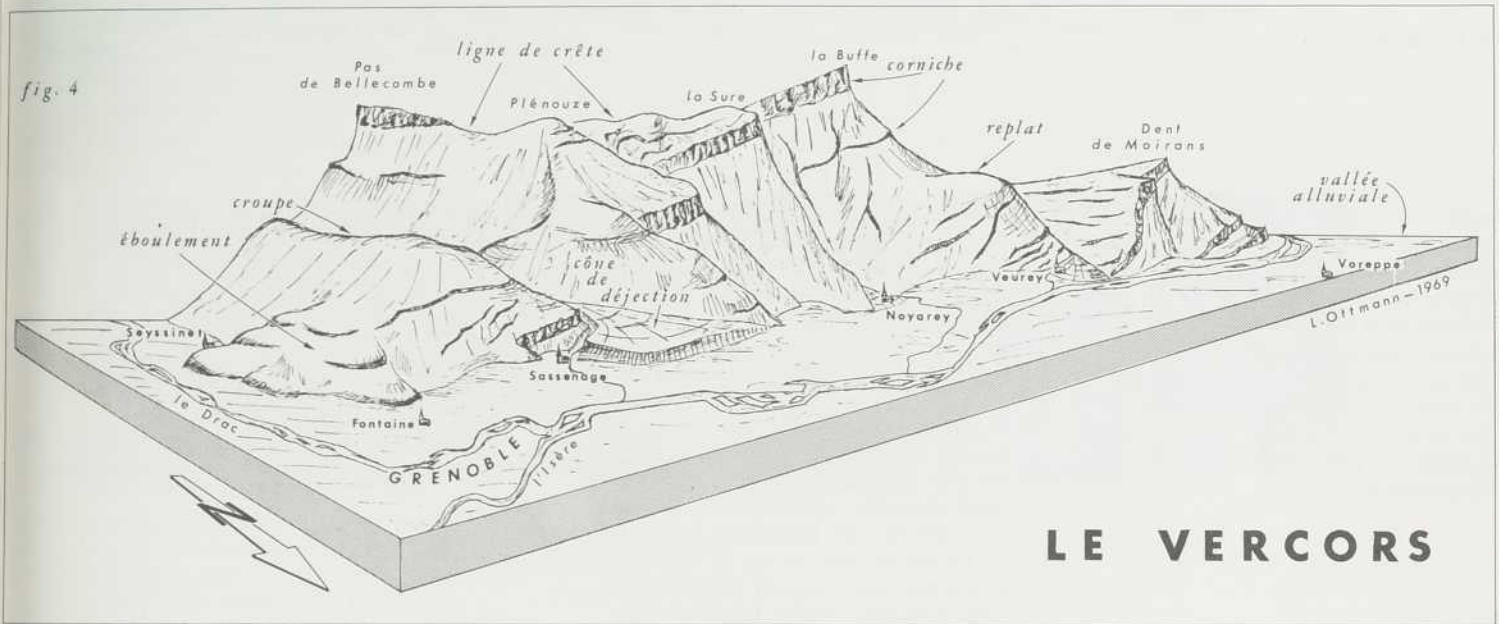 fig. 4
Pas
de Bellecombe
ligne de crête
Plénouze
la Sure
la Buffe
corniche
replat
Dent
de Moirans
vallée
alluviale
croupe
éboulement
cône
de
déjection
Seyssinet
Sassenage
Noyarey
Veurey
Voreppe
L. Ottmann – 1969
le Drac
Fontaine
GRENOBLE
l'Isère
N
LE VERCORS